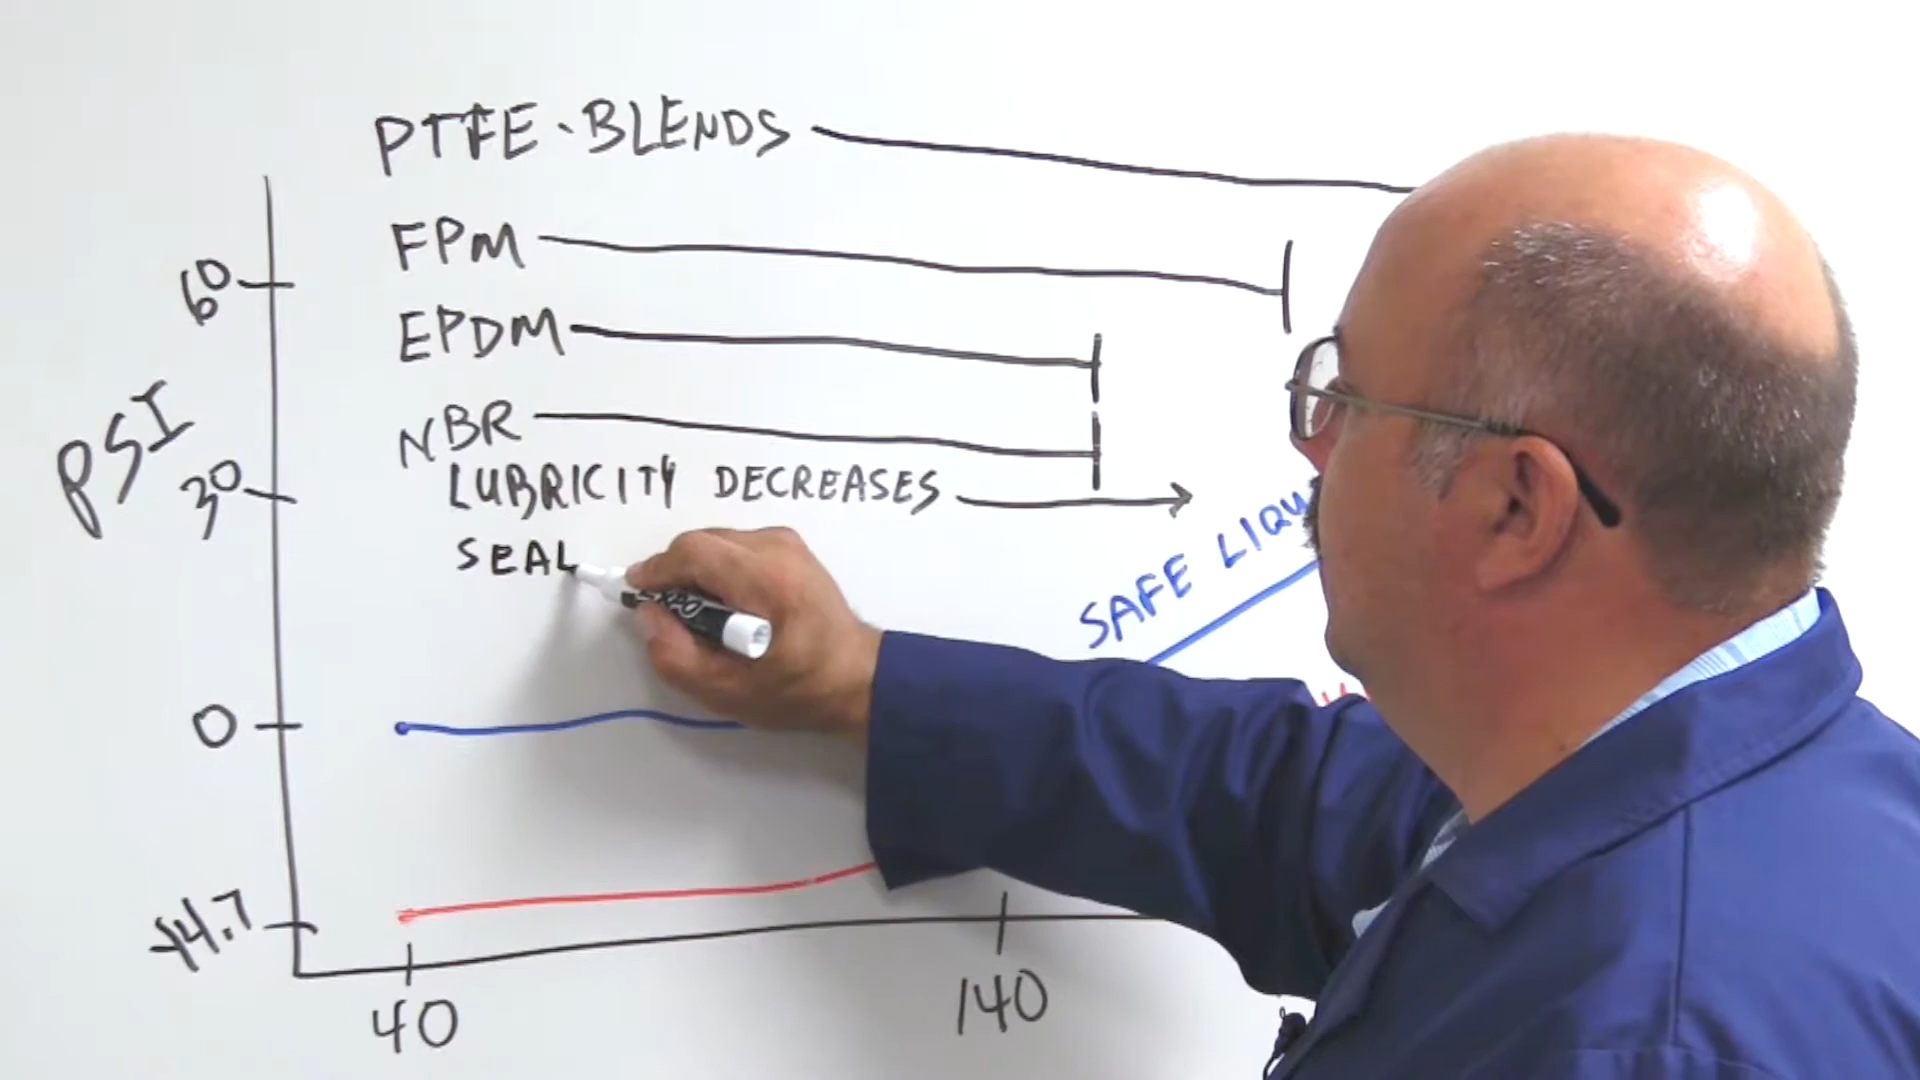 PTFE-BLENDS
FPM
60
EPDM
PSI
NBR
30
LUBRICITY DECREASES
SEAL
SAFE LIQU
0
-14.7
40
140